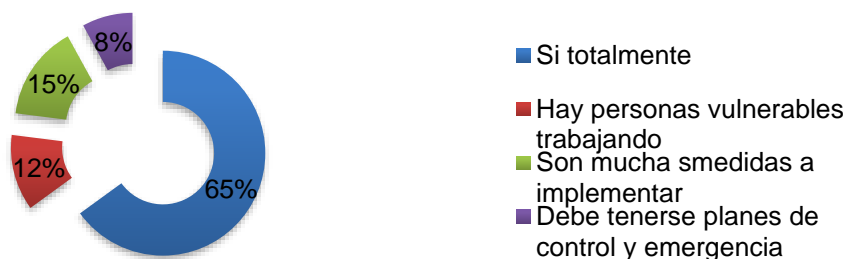 8%
15%
12%
65%
Si totalmente
Hay personas vulnerables
trabajando
Son mucha smedidas a
implementar
Debe tenerse planes de
control y emergencia